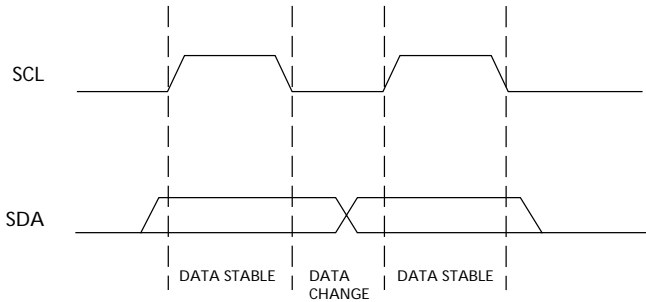 SCL
SDA
DATA STABLE
DATA
CHANGE
DATA STABLE